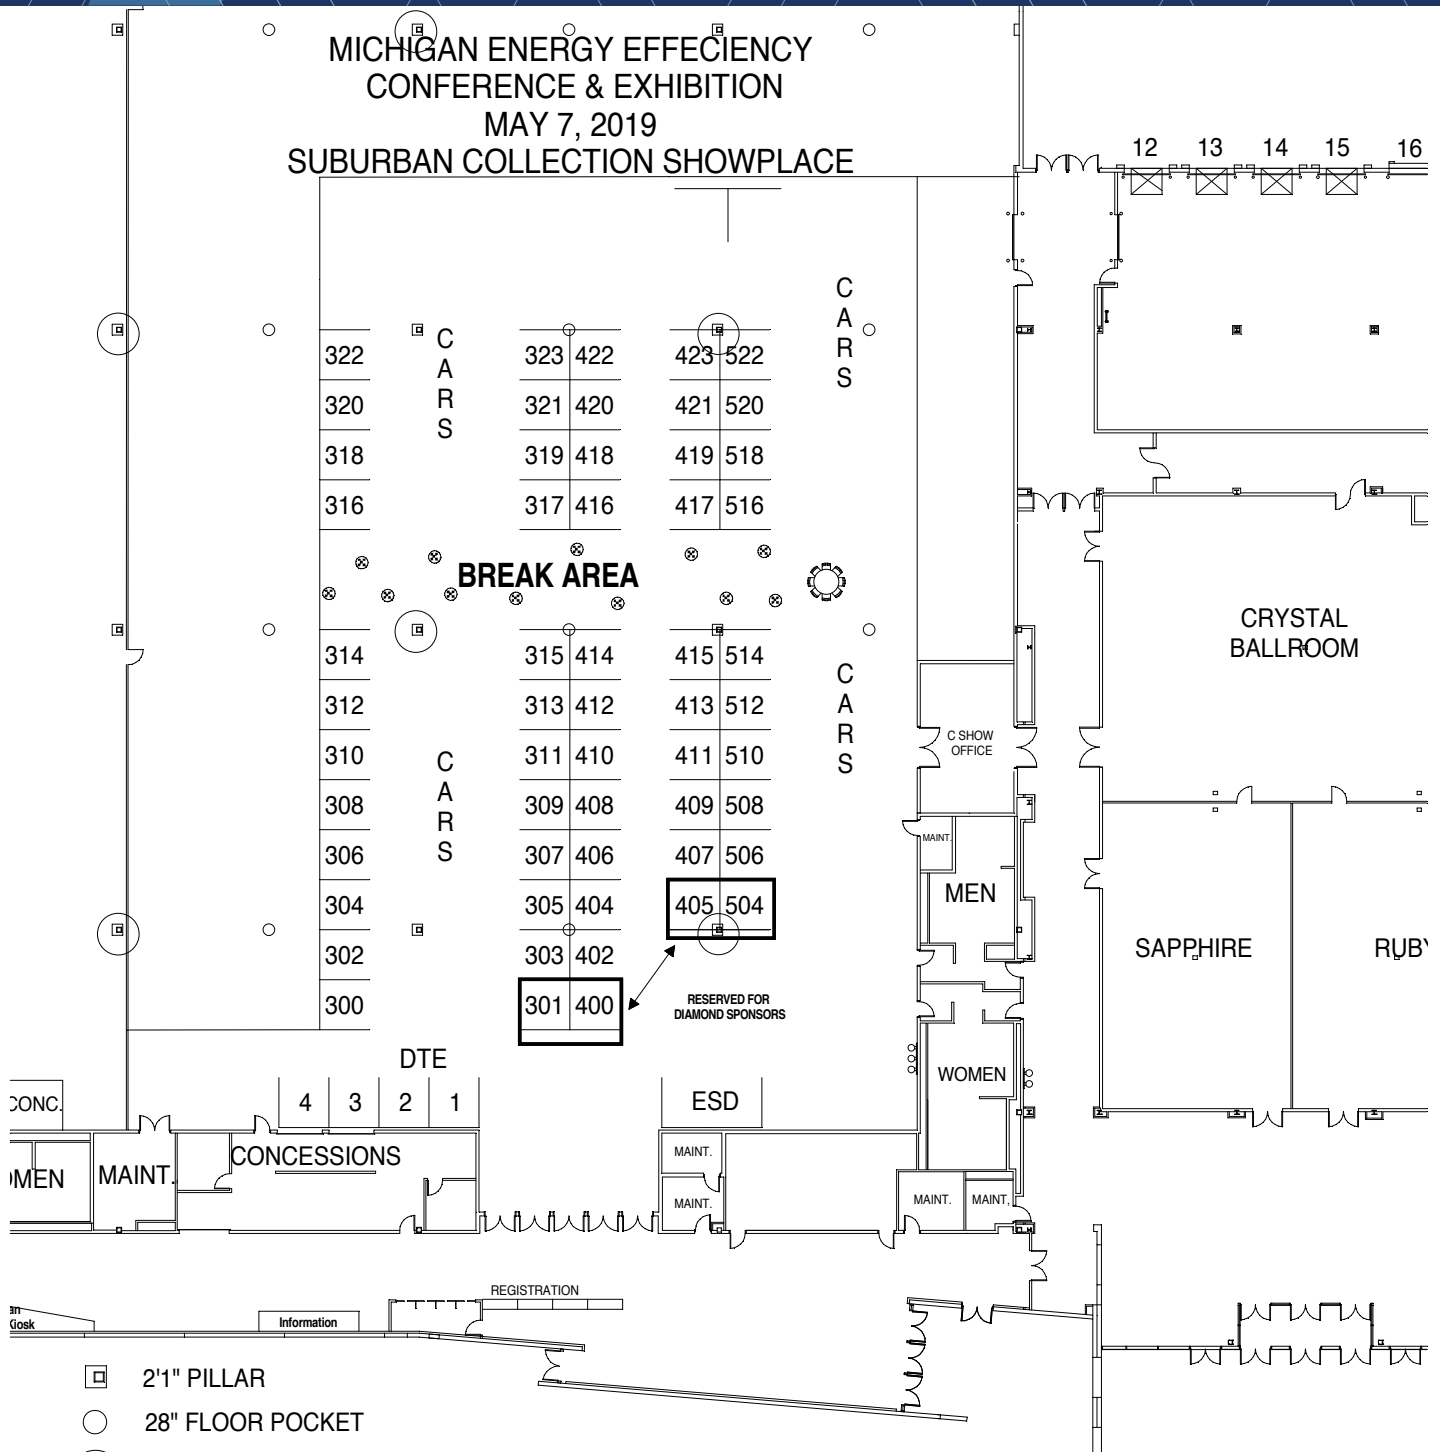 MICHIGAN ENERGY EFFECIENCY
CONFERENCE & EXHIBITION
MAY 7, 2019
SUBURBAN COLLECTION SHOWPLACE
12 13 14 15 16
CARS
CARS
322 323 422 423 522
320 321 420 421 520
318 319 418 419 518
316 317 416 417 516
BREAK AREA
CRYSTAL
BALLROOM
314 315 414 415 514
312 313 412 413 512
310 311 410 411 510
308 309 408 409 508
306 307 406 407 506
304 305 404 405 504
302 303 402
300 301 400
CARS
CARS
C SHOW
OFFICE
MAINT.
MEN
SAPPHIRE
RUBY
RESERVED FOR
DIAMOND SPONSORS
DTE
4 3 2 1
ESD
WOMEN
CONC.
OMEN
MAINT.
CONCESSIONS
MAINT.
MAINT.
MAINT.
MAINT.
REGISTRATION
an
Kiosk
Information
2'1" PILLAR
28" FLOOR POCKET